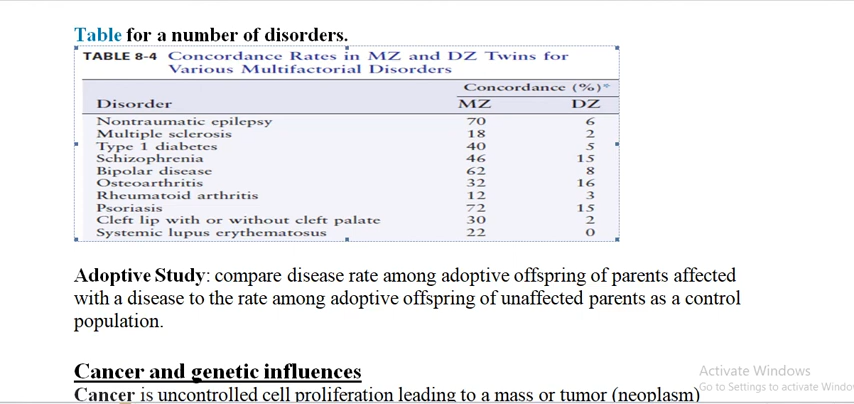 Table for a number of disorders.
TABLE 8-4 Concordance Rates in MZ and DZ Twins for
Various Multifactorial Disorders
Concordance (%)*
Disorder MZ DZ
Nontraumatic epilepsy 70 6
Multiple sclerosis 18 2
Type 1 diabetes 40 5
Schizophrenia 46 15
Bipolar disease 62 8
Osteoarthritis 32 16
Rheumatoid arthritis 12 3
Psoriasis 72 15
Cleft lip with or without cleft palate 30 2
Systemic lupus erythematosus 22 0
Adoptive Study: compare disease rate among adoptive offspring of parents affected
with a disease to the rate among adoptive offspring of unaffected parents as a control
population.
Cancer and genetic influences
Cancer is uncontrolled cell proliferation leading to a mass or tumor (neoplasm)
Activate Windows
Go to Settings to activate Windo